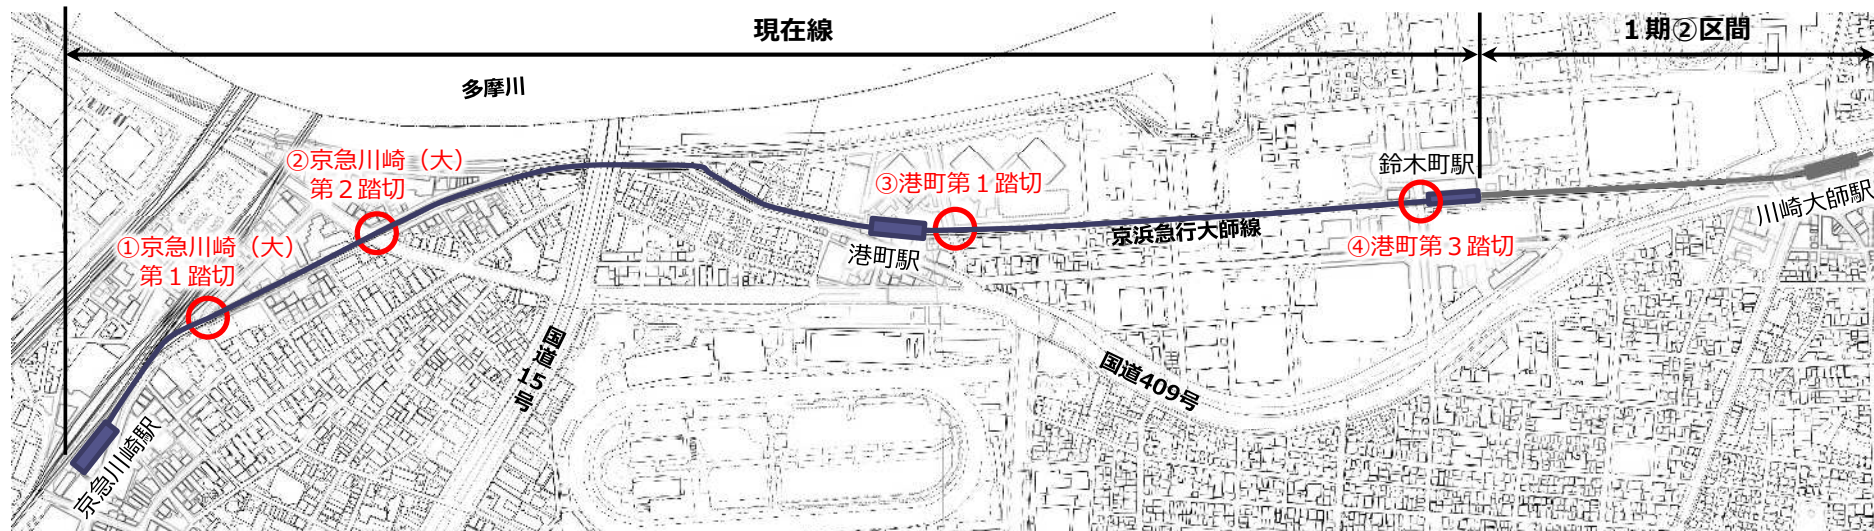 現在線
１期②区間
多摩川
②京急川崎（大）
第２踏切
①京急川崎（大）
第１踏切
③港町第１踏切
鈴木町駅
川崎大師駅
港町駅
京浜急行大師線
④港町第３踏切
国道15号
国道409号
京急川崎駅